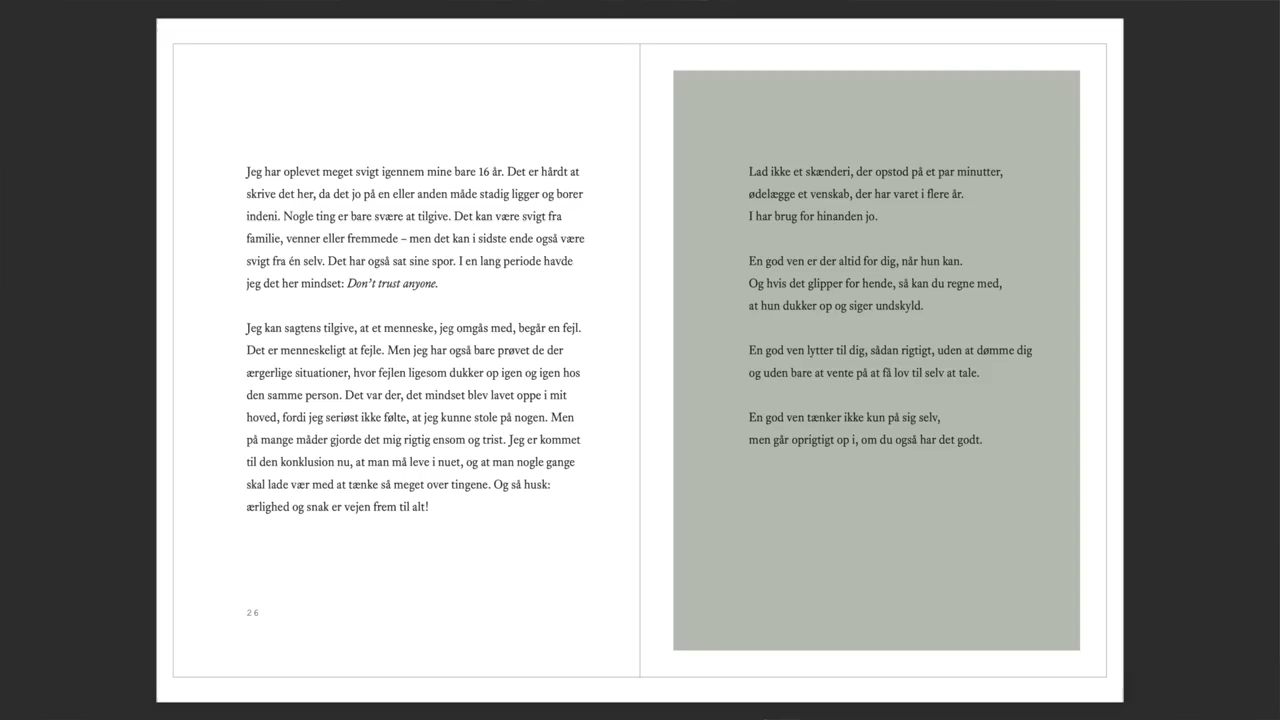 Jeg har oplevet meget svigt igennem mine bare 16 år. Det er hårdt at
skrive det her, da det jo på en eller anden måde stadig ligger og borer
indeni. Nogle ting er bare svære at tilgive. Det kan være svigt fra
familie, venner eller fremmede – men det kan i sidste ende også være
svigt fra én selv. Det har også sat sine spor. I en lang periode havde
jeg det her mindset: Don't trust anyone.
Jeg kan sagtens tilgive, at et menneske, jeg omgås med, begår en fejl.
Det er menneskeligt at fejle. Men jeg har også bare prøvet de der
ærgerlige situationer, hvor fejlen ligesom dukker op igen og igen hos
den samme person. Det var der, det mindset blev lavet oppe i mit
hoved, fordi jeg seriøst ikke følte, at jeg kunne stole på nogen. Men
på mange måder gjorde det mig rigtig ensom og trist. Jeg er kommet
til den konklusion nu, at man må leve i nuet, og at man nogle gange
skal lade vær med at tænke så meget over tingene. Og så husk:
ærlighed og snak er vejen frem til alt!
26
Lad ikke et skænderi, der opstod på et par minutter,
ødelægge et venskab, der har varet i flere år.
I har brug for hinanden jo.
En god ven er der altid for dig, når hun kan.
Og hvis det glipper for hende, så kan du regne med,
at hun dukker op og siger undskyld.
En god ven lytter til dig, sådan rigtigt, uden at dømme dig
og uden bare at vente på at få lov til selv at tale.
En god ven tænker ikke kun på sig selv,
men går oprigtigt op i, om du også har det godt.